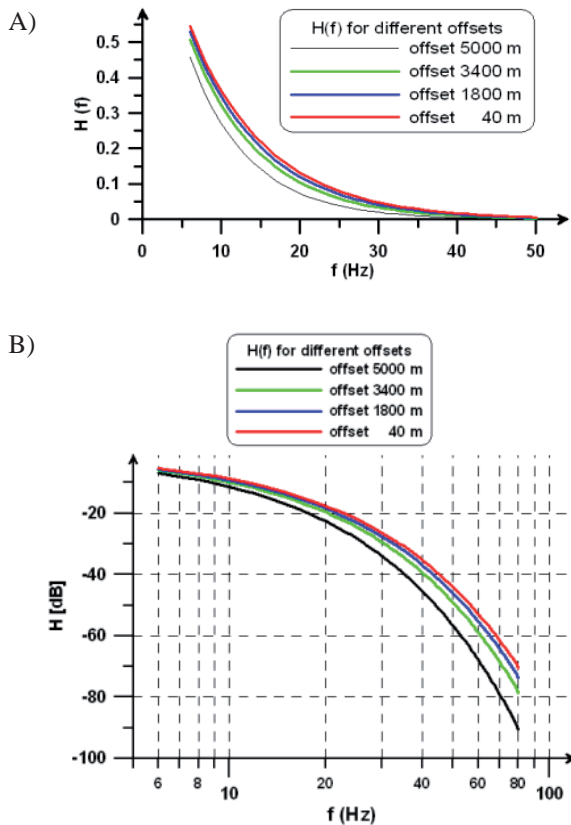 A)
H(f) for different offsets
offset 5000 m
offset 3400 m
offset 1800 m
offset 40 m
H (f)
0.5
0.4
0.3
0.2
0.1
0
0 10 20 30 40 50
f (Hz)
B)
H(f) for different offsets
offset 5000 m
offset 3400 m
offset 1800 m
offset 40 m
H [dB]
-20
-40
-60
-80
-100
6 8 10 20 40 60 80 100
f (Hz)